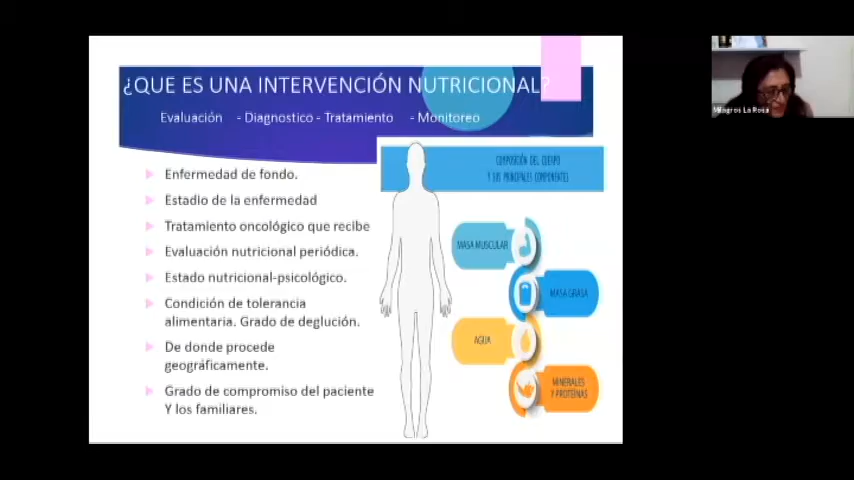 ¿QUE ES UNA INTERVENCIÓN NUTRICIONAL?
Evaluación - Diagnostico - Tratamiento - Monitoreo
Enfermedad de fondo.
Estadio de la enfermedad
Tratamiento oncológico que recibe
Evaluación nutricional periódica.
Estado nutricional-psicológico.
Condición de tolerancia
alimentaria. Grado de deglución.
De donde procede
geográficamente.
Grado de compromiso del paciente
Y los familiares.
COMPOSICIÓN DEL CUERPO
Y SUS PRINCIPALES COMPONENTES
MASA MUSCULAR
MASA GRASA
AGUA
MINERALES
Y PROTEÍNAS
Milagros La Rosa